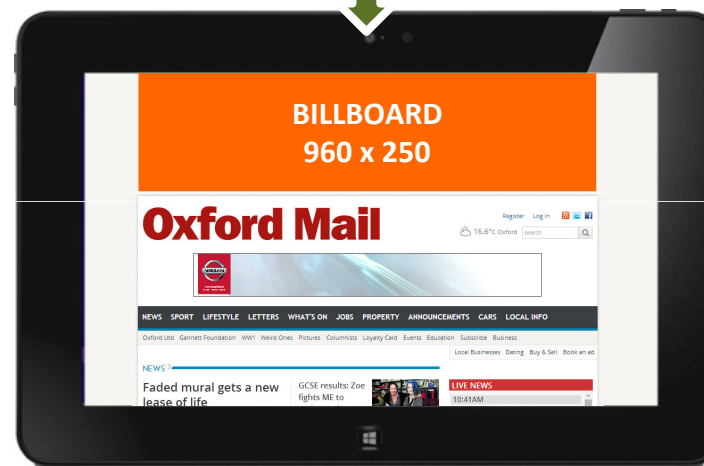 BILLBOARD
960 x 250
Oxford Mail
Register Log in
16.6°C Oxford search
NISSAN
NEWS SPORT LIFESTYLE LETTERS WHAT'S ON JOBS PROPERTY ANNOUNCEMENTS CARS LOCAL INFO
Oxford Utd Gannett Foundation WW1 Weird Ones Pictures Columnists Loyalty Card Events Education Subscribe Business
Local Businesses Dating Buy & Sell Book an ad
NEWS >
Faded mural gets a new
lease of life
GCSE results: Zoe
fights ME to
LIVE NEWS
10:41AM